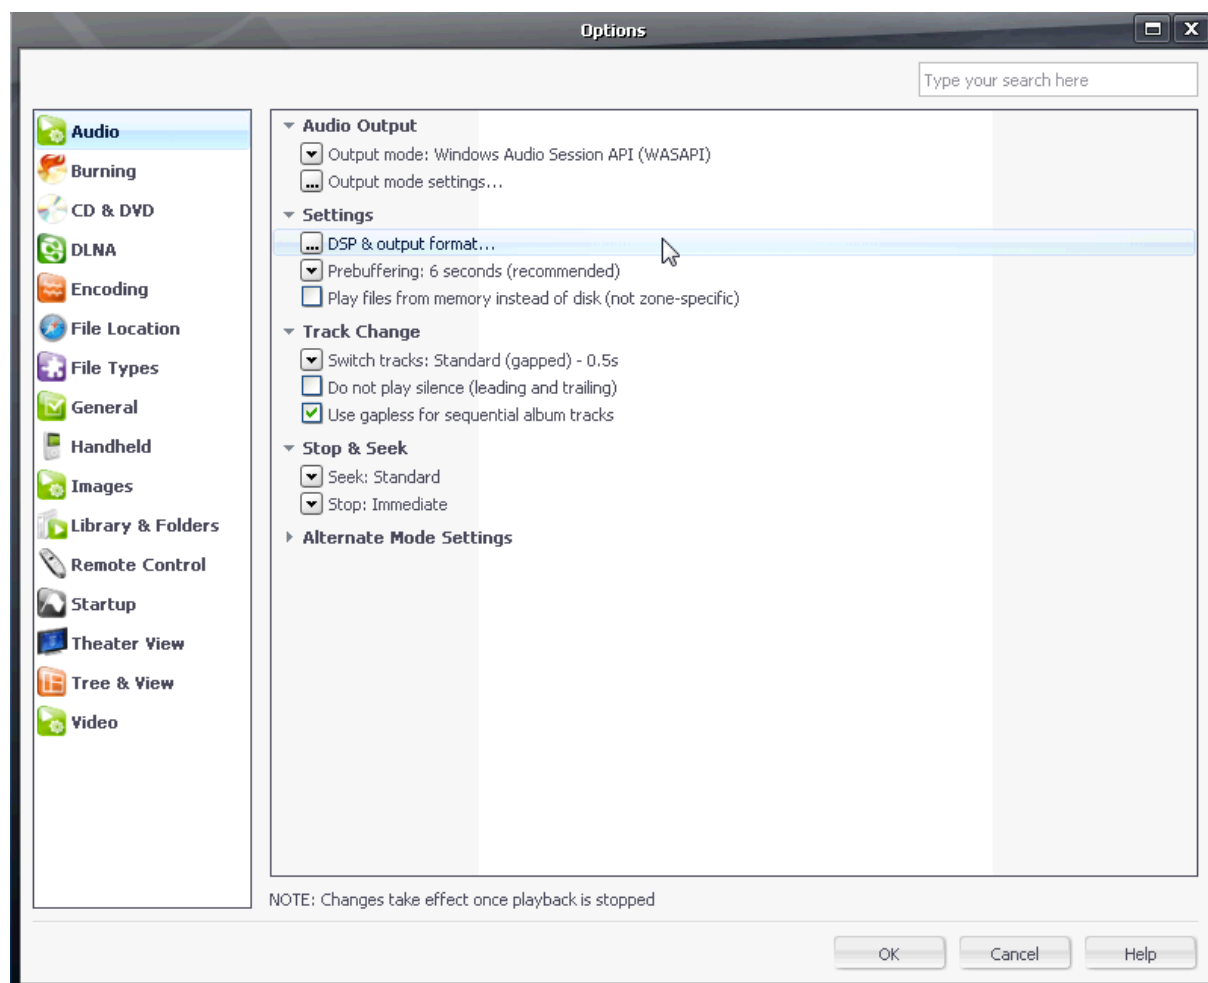 Options
Type your search here
Audio
Burning
CD & DVD
DLNA
Encoding
File Location
File Types
General
Handheld
Images
Library & Folders
Remote Control
Startup
Theater View
Tree & View
Video
Audio Output
Output mode: Windows Audio Session API (WASAPI)
Output mode settings...
Settings
DSP & output format...
Prebuffering: 6 seconds (recommended)
Play files from memory instead of disk (not zone-specific)
Track Change
Switch tracks: Standard (gapped) - 0.5s
Do not play silence (leading and trailing)
Use gapless for sequential album tracks
Stop & Seek
Seek: Standard
Stop: Immediate
Alternate Mode Settings
NOTE: Changes take effect once playback is stopped
OK
Cancel
Help